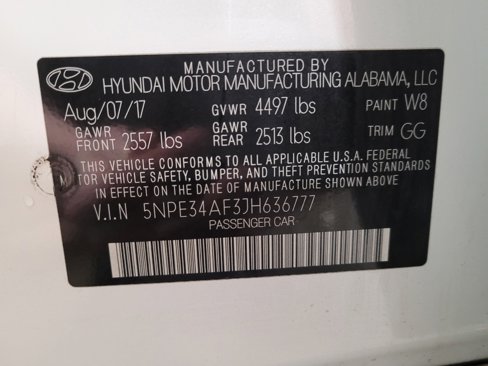 MANUFACTURED BY
HYUNDAI MOTOR MANUFACTURING ALABAMA, LLC
Aug/07/17 GVWR 4497 lbs PAINT W8
GAWR FRONT 2557 lbs GAWR REAR 2513 lbs TRIM GG
THIS VEHICLE CONFORMS TO ALL APPLICABLE U.S.A. FEDERAL
VEHICLE SAFETY, BUMPER, AND THEFT PREVENTION STANDARDS
IN EFFECT ON THE DATE OF MANUFACTURE SHOWN ABOVE
V.I.N 5NPE34AF3JH636777
PASSENGER CAR